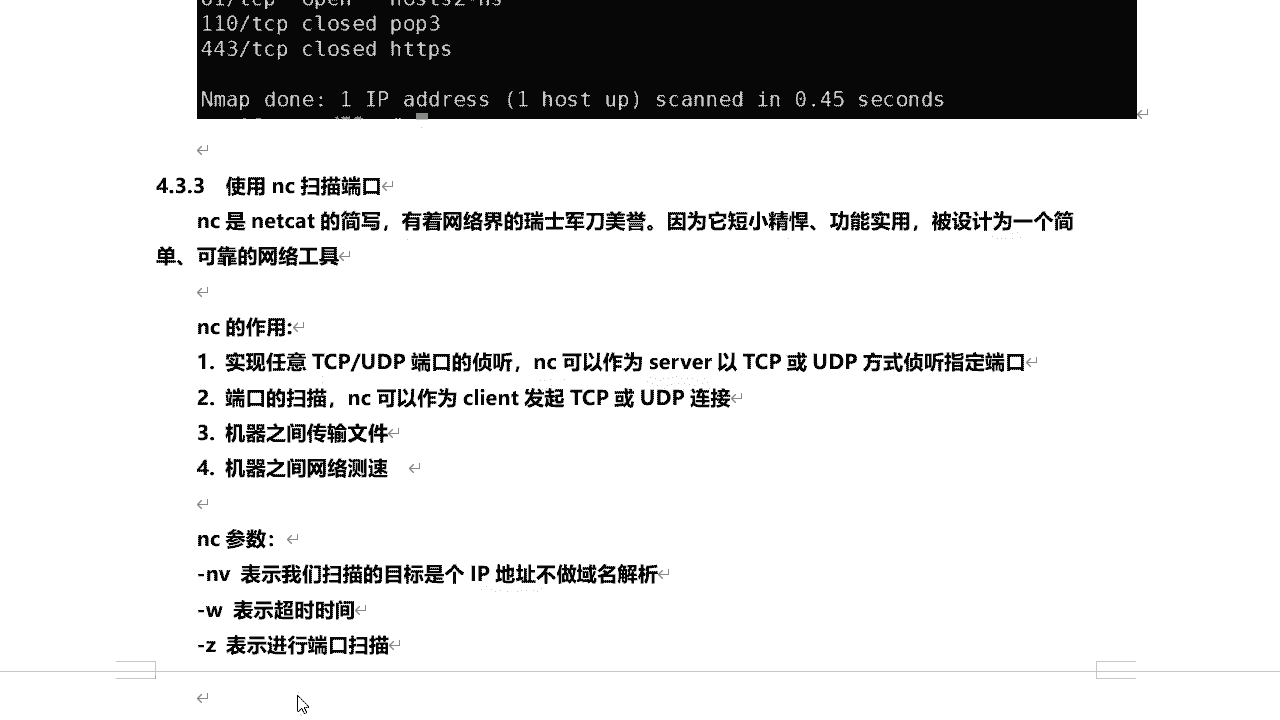 81/tcp open hosts2-ns
110/tcp closed pop3
443/tcp closed https
Nmap done: 1 IP address (1 host up) scanned in 0.45 seconds
4.3.3 使用 nc 扫描端口
nc 是 netcat 的简写，有着网络界的瑞士军刀美誉。因为它短小精悍、功能实用，被设计为一个简
单、可靠的网络工具
nc 的作用:
1. 实现任意 TCP/UDP 端口的侦听，nc 可以作为 server 以 TCP 或 UDP 方式侦听指定端口
2. 端口的扫描，nc 可以作为 client 发起 TCP 或 UDP 连接
3. 机器之间传输文件
4. 机器之间网络测速
nc 参数：
-nv 表示我们扫描的目标是个 IP 地址不做域名解析
-w 表示超时时间
-z 表示进行端口扫描